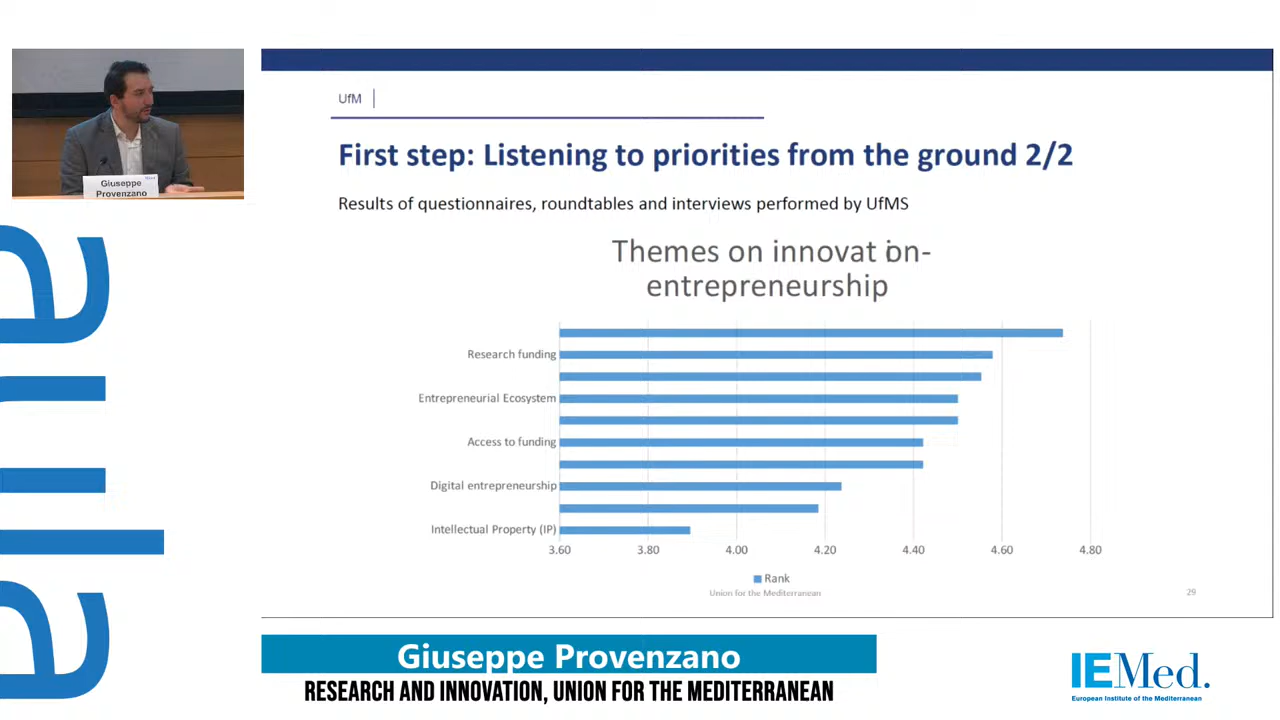 Giuseppe
Provenzano
UfM
First step: Listening to priorities from the ground 2/2
Results of questionnaires, roundtables and interviews performed by UfMS
Themes on innovation-
entrepreneurship
Research funding
Entrepreneurial Ecosystem
Access to funding
Digital entrepreneurship
Intellectual Property (IP)
3.60 3.80 4.00 4.20 4.40 4.60 4.80
Rank
Union for the Mediterranean
29
aula
Giuseppe Provenzano
RESEARCH AND INNOVATION, UNION FOR THE MEDITERRANEAN
IEMed.
European Institute of the Mediterranean